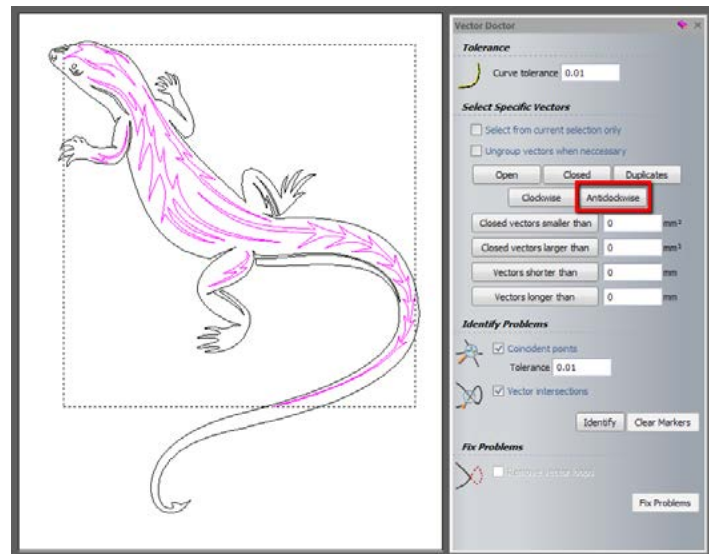 Vector Doctor
Tolerance
Curve tolerance 0.01
Select Specific Vectors
Select from current selection only
Ungroup vectors when neccessary
Open Closed Duplicates
Clockwise Anticlockwise
Closed vectors smaller than 0 mm²
Closed vectors larger than 0 mm²
Vectors shorter than 0 mm
Vectors longer than 0 mm
Identify Problems
Coincident points
Tolerance 0.01
Vector intersections
Identify Clear Markers
Fix Problems
Remove vector loops
Fix Problems